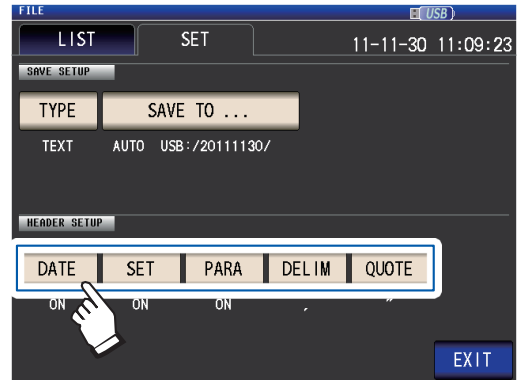 FILE
USB
LIST SET 11-11-30 11:09:23
SAVE SETUP
TYPE SAVE TO ...
TEXT AUTO USB:/20111130/
HEADER SETUP
DATE SET PARA DELIM QUOTE
ON ON ON , "
EXIT